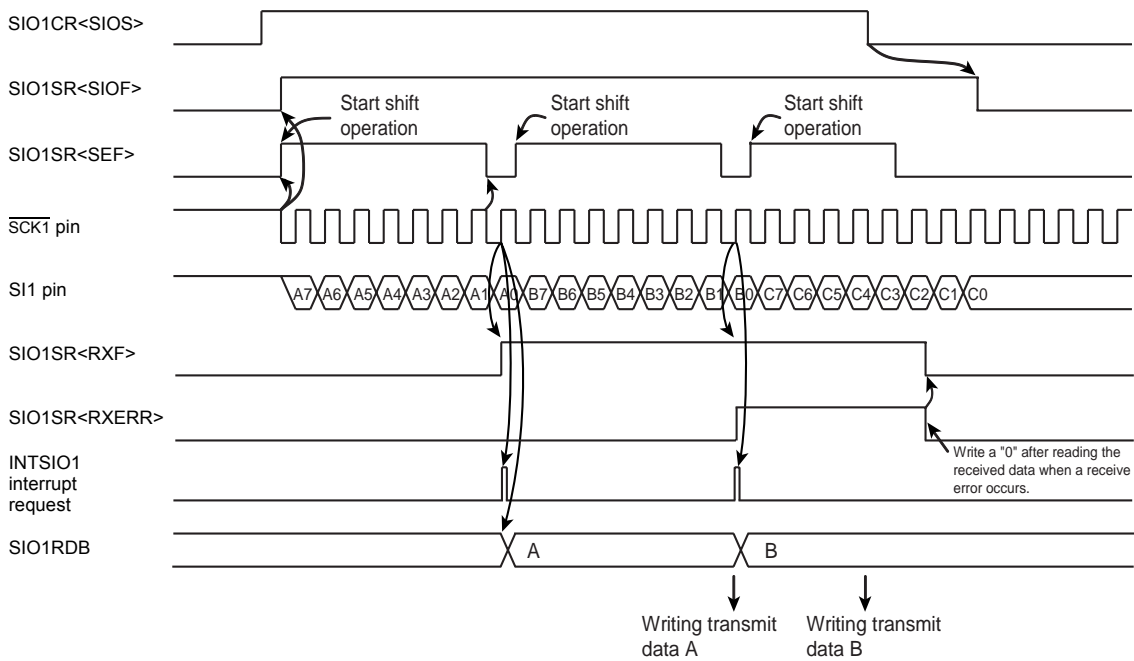 SIO1CR<SIOS>
SIO1SR<SIOF>
Start shift
operation
Start shift
operation
Start shift
operation
SIO1SR<SEF>
SCK1 pin
SI1 pin
A7 A6 A5 A4 A3 A2 A1 A0 B7 B6 B5 B4 B3 B2 B1 B0 C7 C6 C5 C4 C3 C2 C1 C0
SIO1SR<RXF>
SIO1SR<RXERR>
Write a "0" after reading the
received data when a receive
error occurs.
INTSIO1
interrupt
request
SIO1RDB
A
B
Writing transmit
data A
Writing transmit
data B